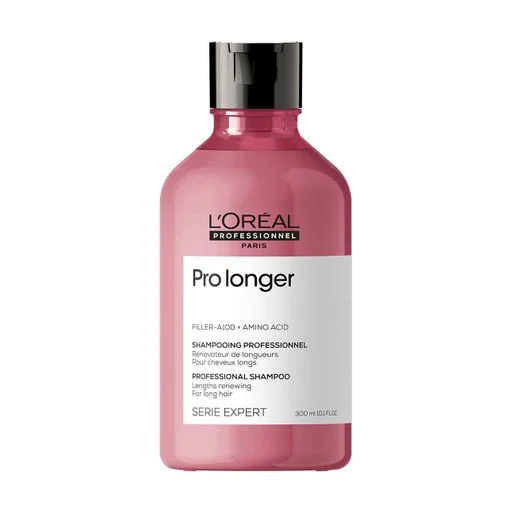 L'ORÉAL
PROFESSIONNEL
PARIS
Pro longer
FILLER-A100 + AMINO ACID
SHAMPOOING PROFESSIONNEL
Rénovateur de longueurs
Pour cheveux longs
PROFESSIONAL SHAMPOO
Lengths renewing
For long hair
SERIE EXPERT
300 ml 10.1 FL.OZ